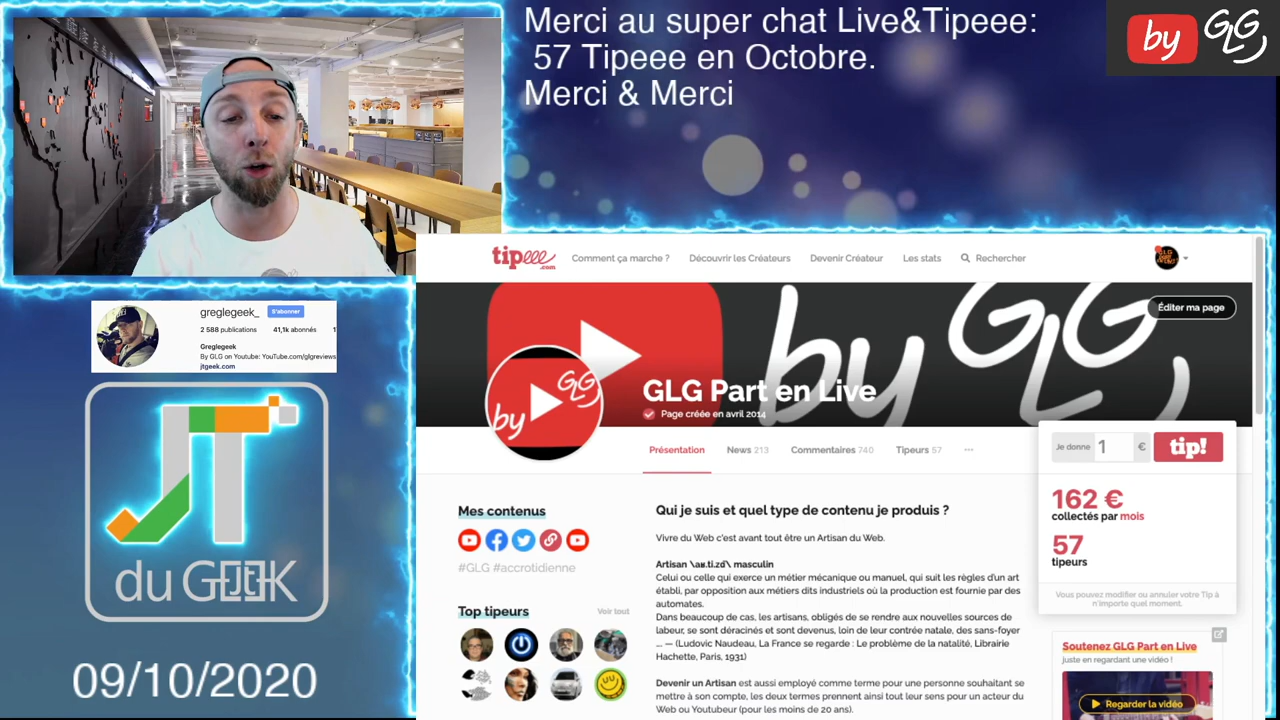 Merci au super chat Live&Tipeee:
57 Tipeee en Octobre.
Merci & Merci
by GLG
greglegeek_ S'abonner
2 588 publications 41,1k abonnés 1
Greglegeek
By GLG on Youtube: YouTube.com/glgreviews
jtgeek.com
JT
du GEEK
09/10/2020
tipeee.com Comment ça marche ? Découvrir les Créateurs Devenir Créateur Les stats Rechercher
Éditer ma page
by GLG
by GLG
GLG Part en Live
Page créée en avril 2014
Présentation News 213 Commentaires 740 Tipeurs 57 ...
Je donne 1 € tip!
162 €
collectés par mois
57
tipeurs
Vous pouvez modifier ou annuler votre Tip à
n'importe quel moment.
Mes contenus
#GLG #accrotidienne
Top tipeurs Voir tout
Qui je suis et quel type de contenu je produis ?
Vivre du Web c'est avant tout être un Artisan du Web.
Artisan \aʁ.ti.zɑ̃\ masculin
Celui ou celle qui exerce un métier mécanique ou manuel, qui suit les règles d'un art
établi, par opposition aux métiers dits industriels où la production est fournie par des
automates.
Dans beaucoup de cas, les artisans, obligés de se rendre aux nouvelles sources de
labeur, se sont déracinés et sont devenus, loin de leur contrée natale, des sans-foyer
… — (Ludovic Naudeau, La France se regarde : Le problème de la natalité, Librairie
Hachette, Paris, 1931)
Devenir un Artisan est aussi employé comme terme pour une personne souhaitant se
mettre à son compte, les deux termes prennent ainsi tout leur sens pour un acteur du
Web ou Youtubeur (pour les moins de 20 ans).
Soutenez GLG Part en Live
juste en regardant une vidéo !
Regarder la vidéo